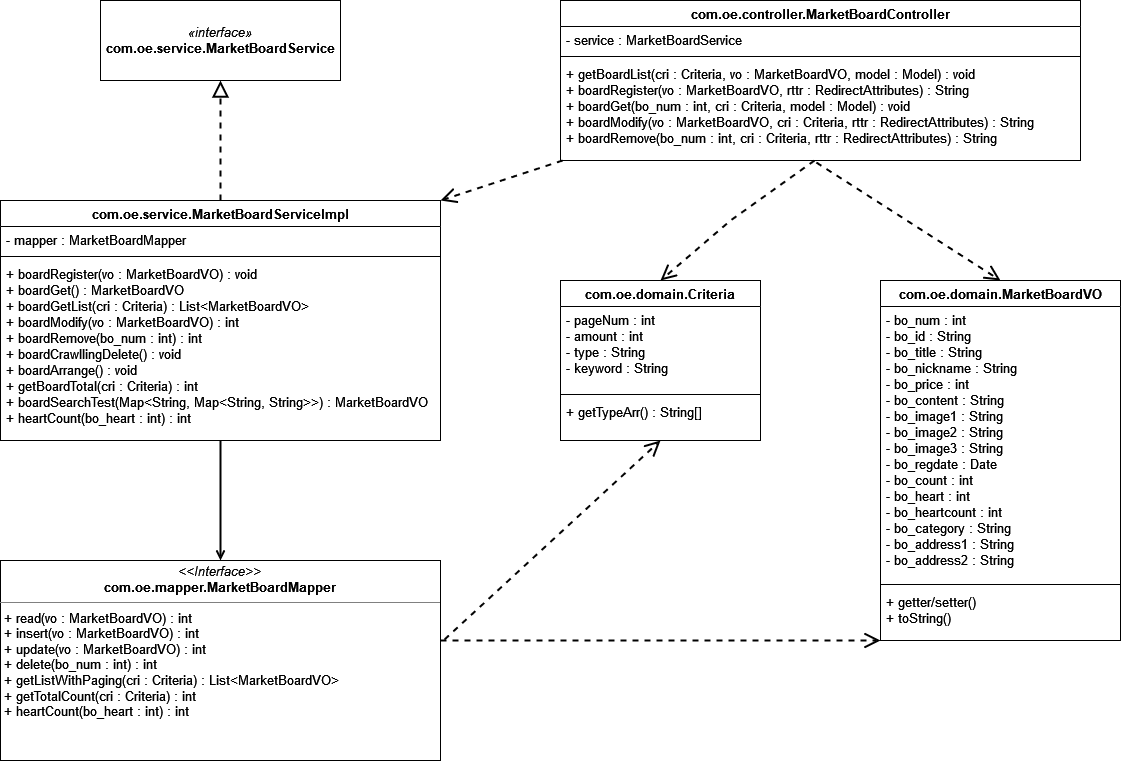 «interface»
com.oe.service.MarketBoardService
com.oe.controller.MarketBoardController
- service : MarketBoardService
+ getBoardList(cri : Criteria, vo : MarketBoardVO, model : Model) : void
+ boardRegister(vo : MarketBoardVO, rttr : RedirectAttributes) : String
+ boardGet(bo_num : int, cri : Criteria, model : Model) : void
+ boardModify(vo : MarketBoardVO, cri : Criteria, rttr : RedirectAttributes) : String
+ boardRemove(bo_num : int, cri : Criteria, rttr : RedirectAttributes) : String
com.oe.service.MarketBoardServiceImpl
- mapper : MarketBoardMapper
+ boardRegister(vo : MarketBoardVO) : void
+ boardGet() : MarketBoardVO
+ boardGetList(cri : Criteria) : List<MarketBoardVO>
+ boardModify(vo : MarketBoardVO) : int
+ boardRemove(bo_num : int) : int
+ boardCrawllingDelete() : void
+ boardArrange() : void
+ getBoardTotal(cri : Criteria) : int
+ boardSearchTest(Map<String, Map<String, String>>) : MarketBoardVO
+ heartCount(bo_heart : int) : int
com.oe.domain.Criteria
- pageNum : int
- amount : int
- type : String
- keyword : String
+ getTypeArr() : String[]
com.oe.domain.MarketBoardVO
- bo_num : int
- bo_id : String
- bo_title : String
- bo_nickname : String
- bo_price : int
- bo_content : String
- bo_image1 : String
- bo_image2 : String
- bo_image3 : String
- bo_regdate : Date
- bo_count : int
- bo_heart : int
- bo_heartcount : int
- bo_category : String
- bo_address1 : String
- bo_address2 : String
+ getter/setter()
+ toString()
<<Interface>>
com.oe.mapper.MarketBoardMapper
+ read(vo : MarketBoardVO) : int
+ insert(vo : MarketBoardVO) : int
+ update(vo : MarketBoardVO) : int
+ delete(bo_num : int) : int
+ getListWithPaging(cri : Criteria) : List<MarketBoardVO>
+ getTotalCount(cri : Criteria) : int
+ heartCount(bo_heart : int) : int